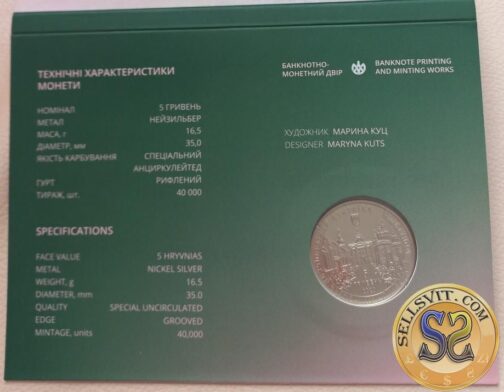 ТЕХНІЧНІ ХАРАКТЕРИСТИКИ
МОНЕТИ
НОМІНАЛ 5 ГРИВЕНЬ
МЕТАЛ НЕЙЗИЛЬБЕР
МАСА, г 16,5
ДІАМЕТР, мм 35,0
ЯКІСТЬ КАРБУВАННЯ СПЕЦІАЛЬНИЙ
АНЦИРКУЛЕЙТЕД
ГУРТ РИФЛЕНИЙ
ТИРАЖ, шт. 40 000
SPECIFICATIONS
FACE VALUE 5 HRYVNIAS
METAL NICKEL SILVER
WEIGHT, g 16.5
DIAMETER, mm 35.0
QUALITY SPECIAL UNCIRCULATED
EDGE GROOVED
MINTAGE, units 40,000
БАНКНОТНО-
МОНЕТНИЙ ДВІР
BANKNOTE PRINTING
AND MINTING WORKS
ХУДОЖНИК МАРИНА КУЦ
DESIGNER MARYNA KUTS
SELLSVIT.COM